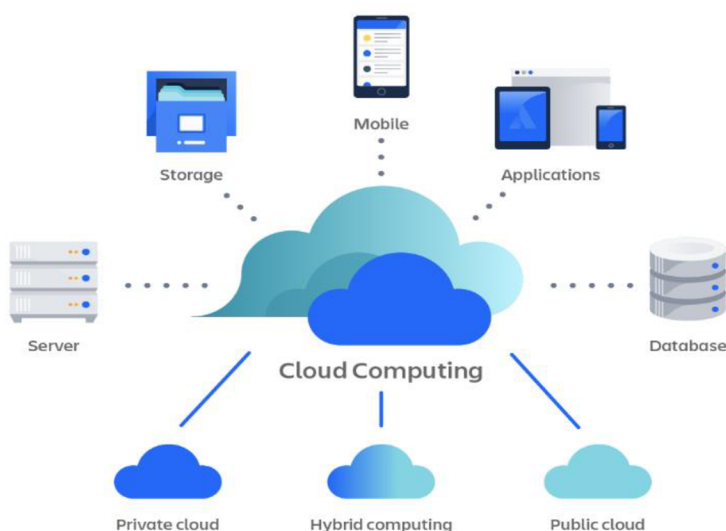 Mobile
Storage
Applications
Server
Database
Cloud Computing
Private cloud
Hybrid computing
Public cloud